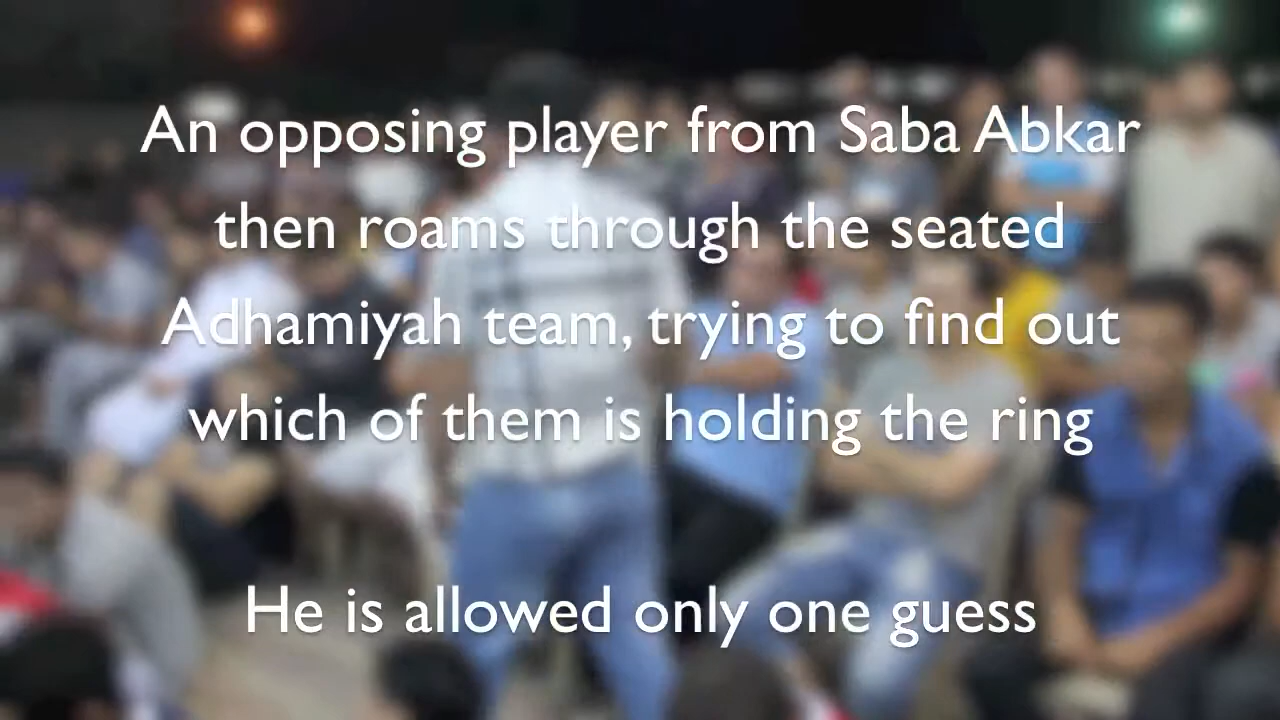 An opposing player from Saba Abkar
then roams through the seated
Adhamiyah team, trying to find out
which of them is holding the ring
He is allowed only one guess